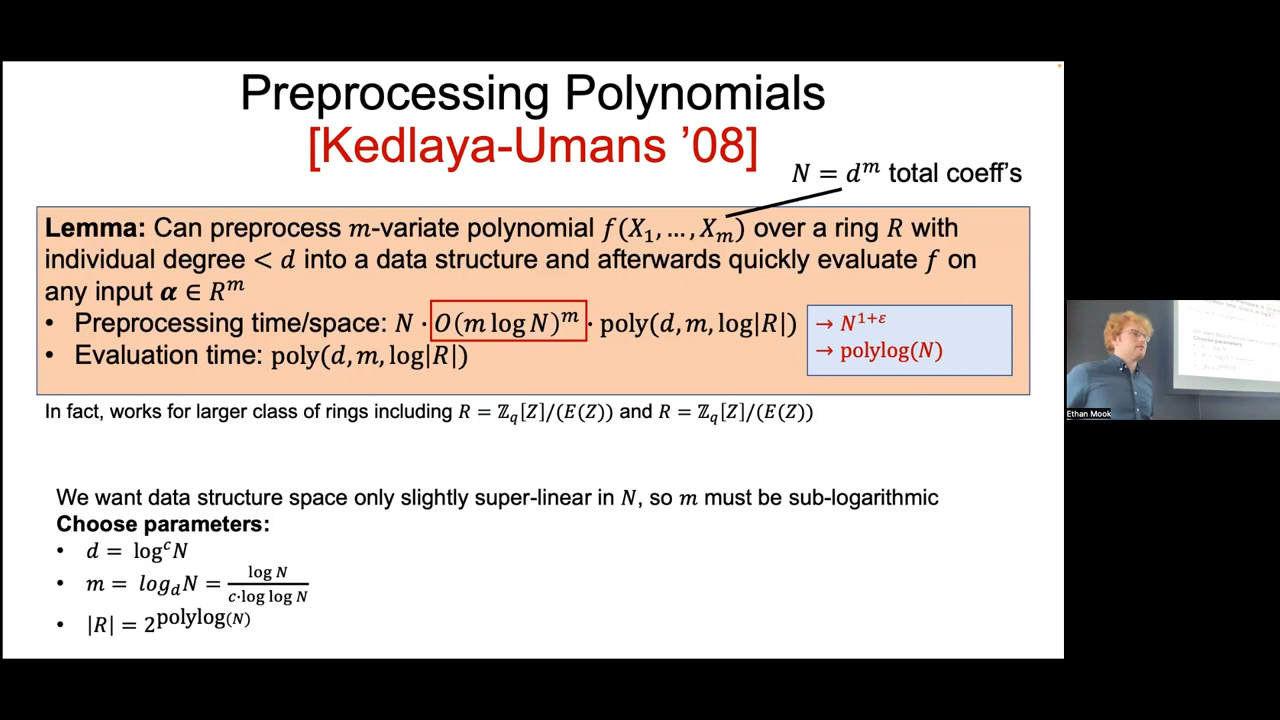 Preprocessing Polynomials
[Kedlaya-Umans ’08]
N = d^m total coeff’s
Lemma: Can preprocess m-variate polynomial f(X_1, …, X_m) over a ring R with
individual degree < d into a data structure and afterwards quickly evaluate f on
any input α ∈ R^m
• Preprocessing time/space: N · O(m log N)^m · poly(d, m, log|R|)
→ N^{1+ε}
• Evaluation time: poly(d, m, log|R|)
→ polylog(N)
In fact, works for larger class of rings including R = ℤ_q[Z]/(E(Z)) and R = ℤ_q[Z]/(E(Z))
We want data structure space only slightly super-linear in N, so m must be sub-logarithmic
Choose parameters:
• d = log^c N
• m = log_d N = log N / c·log log N
• |R| = 2^{polylog(N)}
Ethan Mook